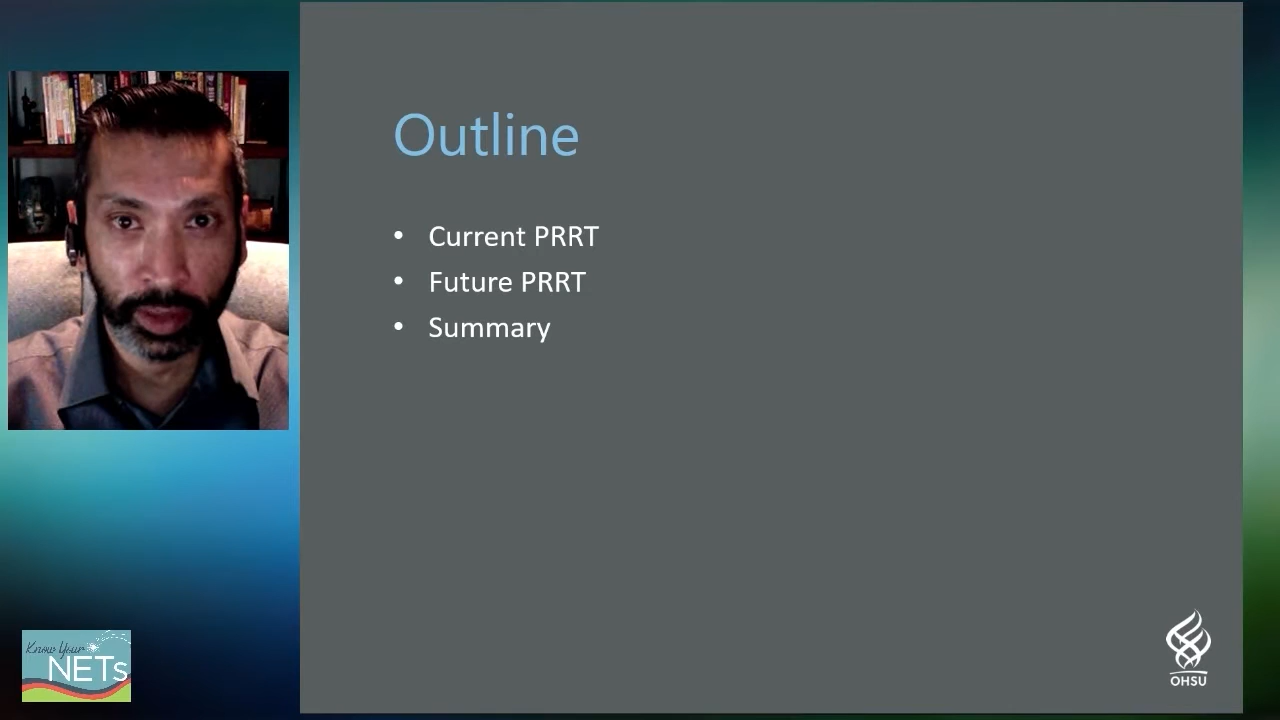 Outline
• Current PRRT
• Future PRRT
• Summary
Know Your
NETs
OHSU